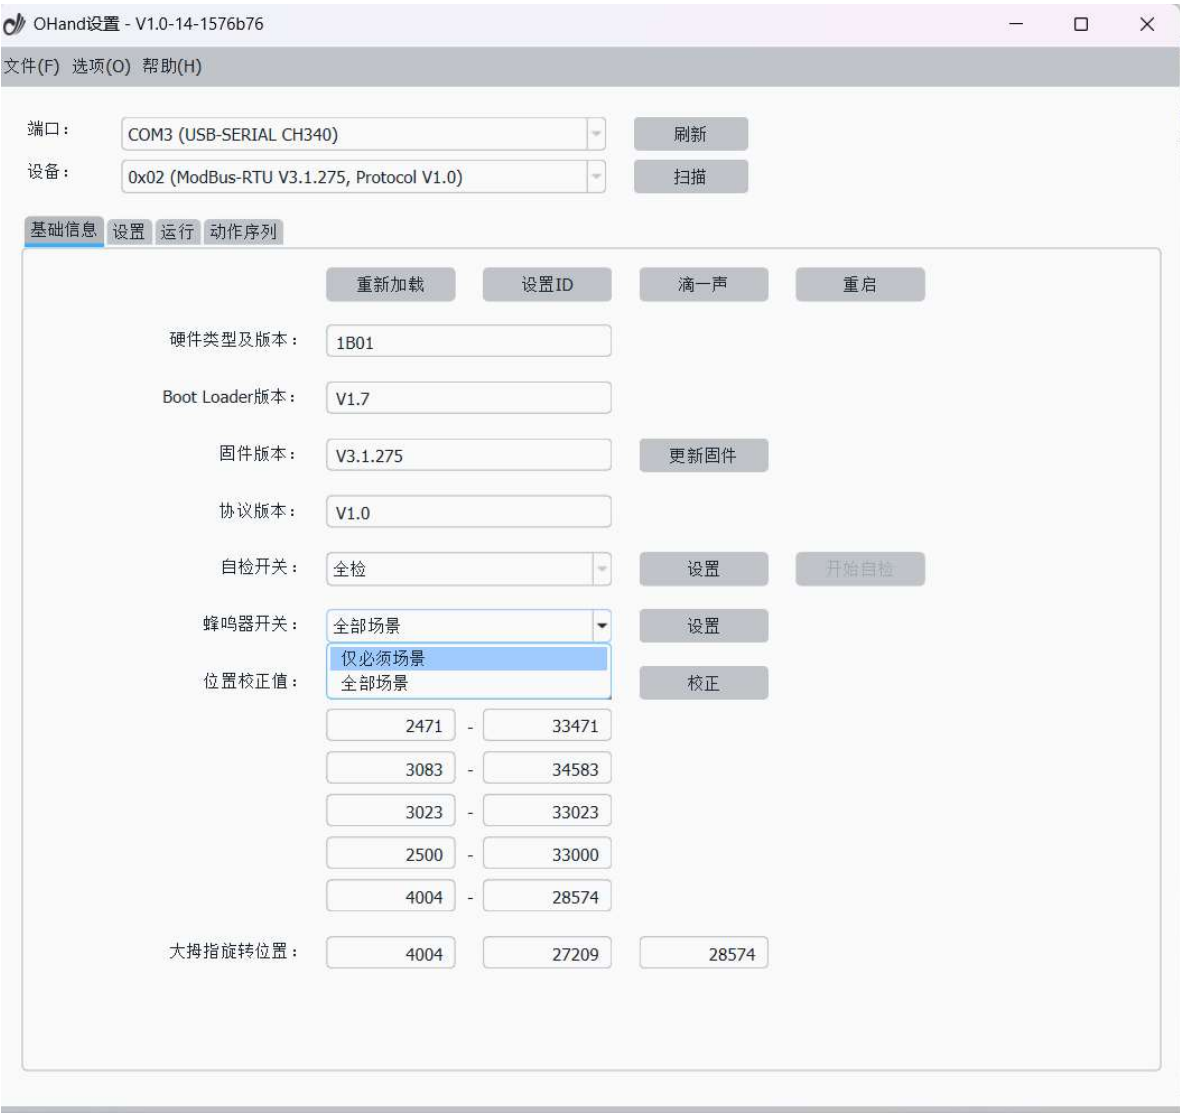 OHand设置 - V1.0-14-1576b76
文件(F) 选项(O) 帮助(H)
端口： COM3 (USB-SERIAL CH340) 刷新
设备： 0x02 (ModBus-RTU V3.1.275, Protocol V1.0) 扫描
基础信息 设置 运行 动作序列
重新加载 设置ID 滴一声 重启
硬件类型及版本： 1B01
Boot Loader版本： V1.7
固件版本： V3.1.275 更新固件
协议版本： V1.0
自检开关： 全检 设置 开始自检
蜂鸣器开关： 全部场景 设置
仅必须场景
位置校正值： 全部场景 校正
2471 - 33471
3083 - 34583
3023 - 33023
2500 - 33000
4004 - 28574
大拇指旋转位置： 4004 27209 28574